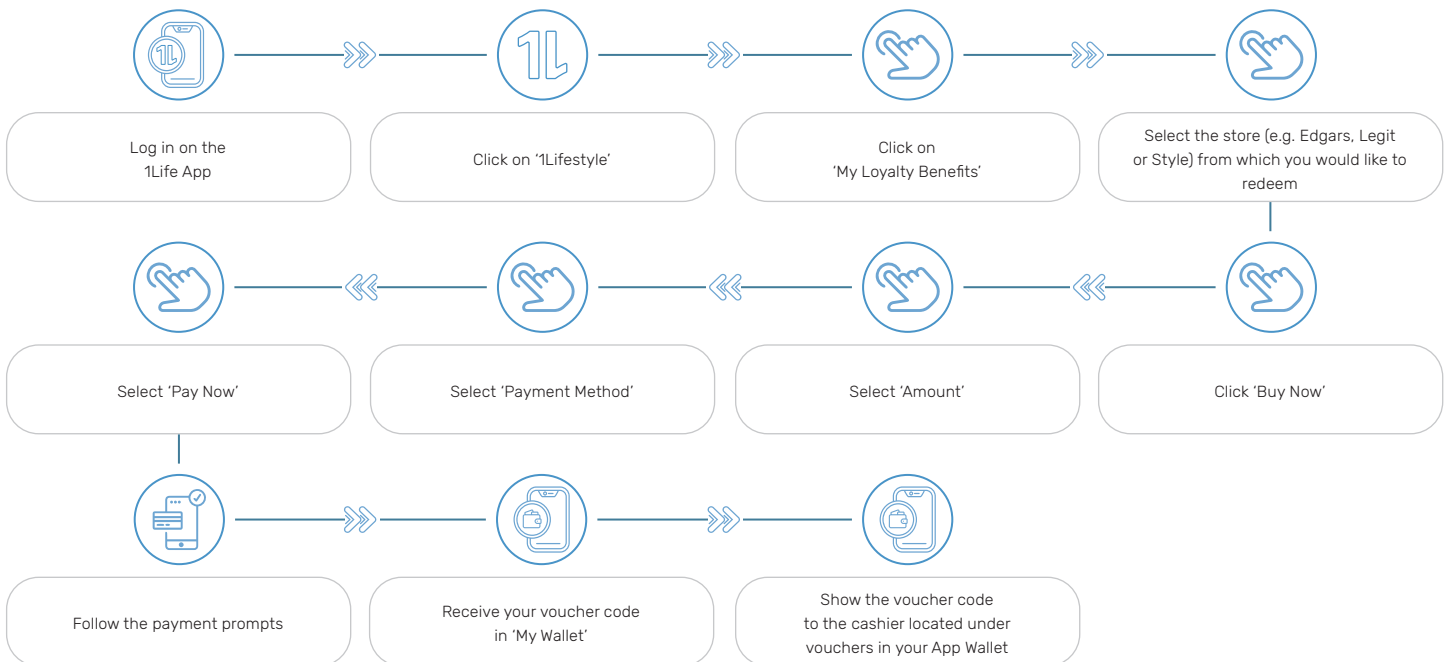 Log in on the
1Life App
Click on ‘1Lifestyle’
Click on
‘My Loyalty Benefits’
Select the store (e.g. Edgars, Legit
or Style) from which you would like to
redeem
Click ‘Buy Now’
Select ‘Amount’
Select ‘Payment Method’
Select ‘Pay Now’
Follow the payment prompts
Receive your voucher code
in ‘My Wallet’
Show the voucher code
to the cashier located under
vouchers in your App Wallet